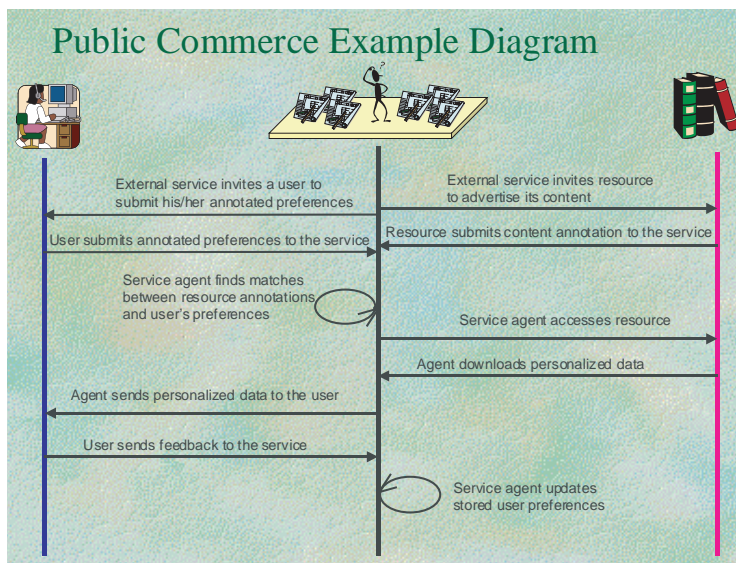 Public Commerce Example Diagram
?
External service invites a user to
submit his/her annotated preferences
External service invites resource
to advertise its content
User submits annotated preferences to the service
Resource submits content annotation to the service
Service agent finds matches
between resource annotations
and user's preferences
Service agent accesses resource
Agent downloads personalized data
Agent sends personalized data to the user
User sends feedback to the service
Service agent updates
stored user preferences